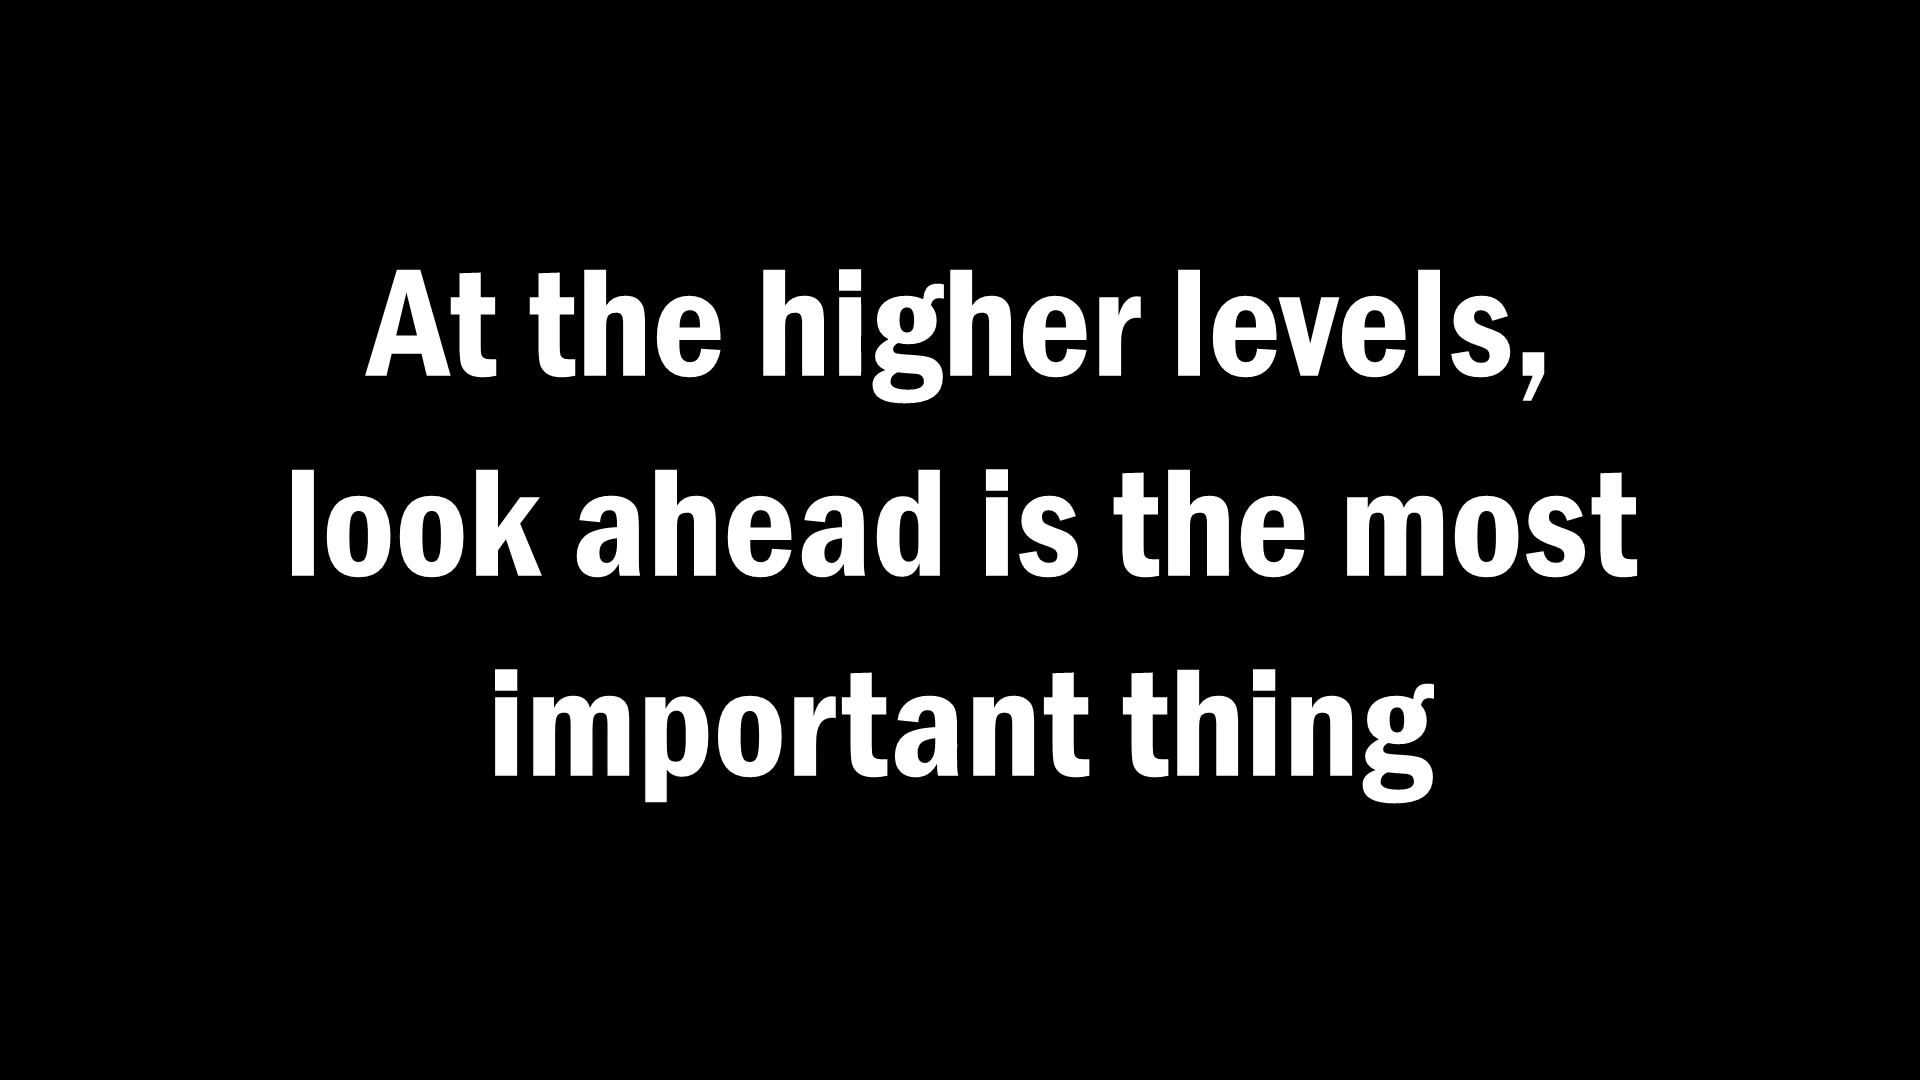 At the higher levels,
look ahead is the most
important thing